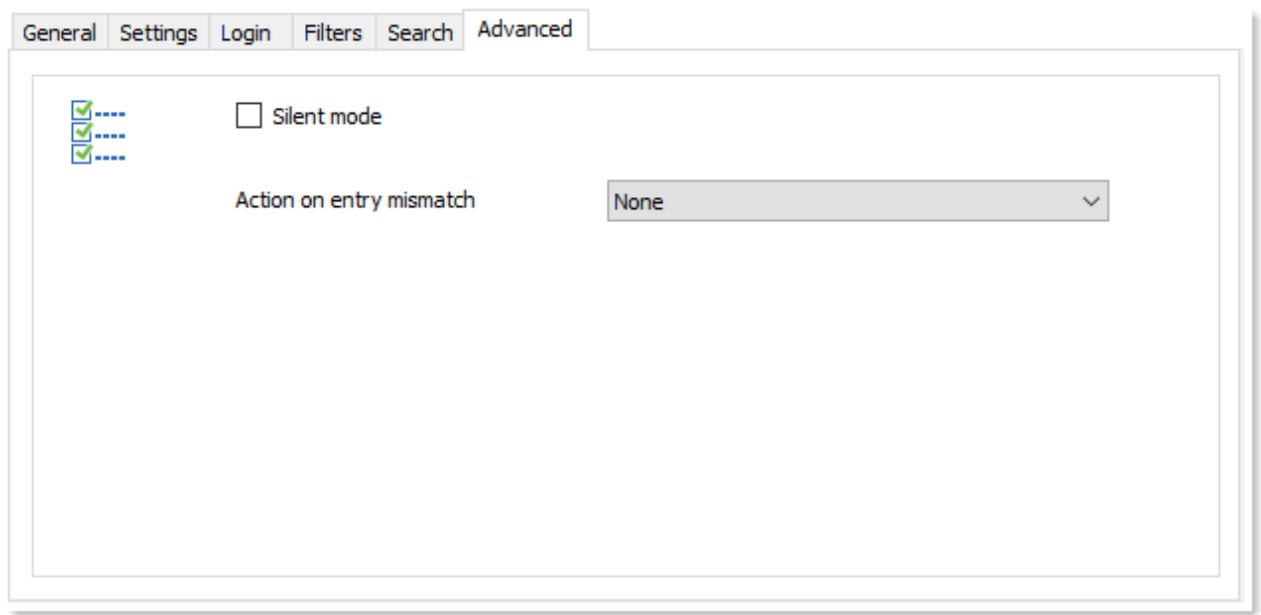 General Settings Login Filters Search Advanced
Silent mode
Action on entry mismatch None